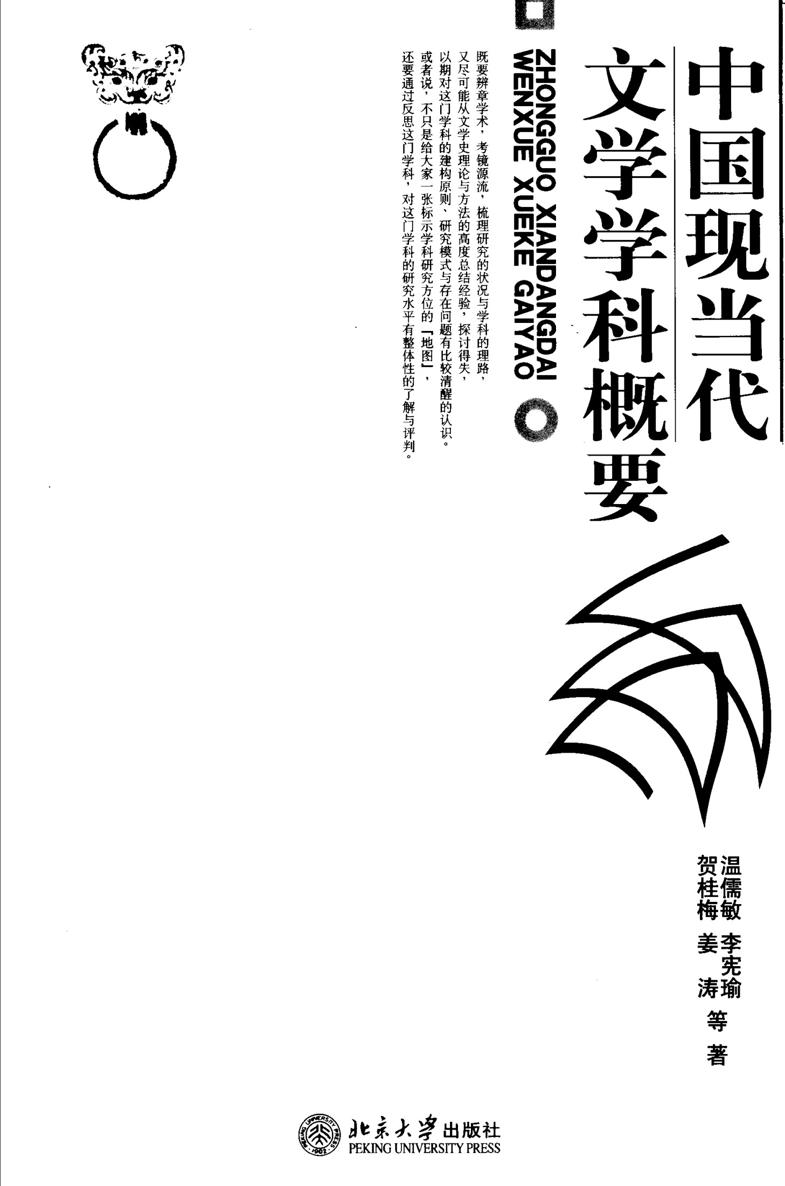 中国现当代
文学学科概要
ZHONGGUO XIANDANGDAI
WENXUE XUEKE GAIYAO
既要辨章学术，考镜源流，梳理研究的状况与学科的理路，
又尽可能从文学史理论与方法的高度总结经验，探讨得失，
以期对这门学科的建构原则、研究模式与存在问题有比较清醒的认识。
或者说，不只是给大家一张标示学科研究方位的「地图」，
还要通过反思这门学科，对这门学科的研究水平有整体性的了解与评判。
温儒敏 李宪瑜
贺桂梅 姜涛 等 著
北京大学出版社
PEKING UNIVERSITY PRESS
PEKING UNIVERSITY PRESS
1902